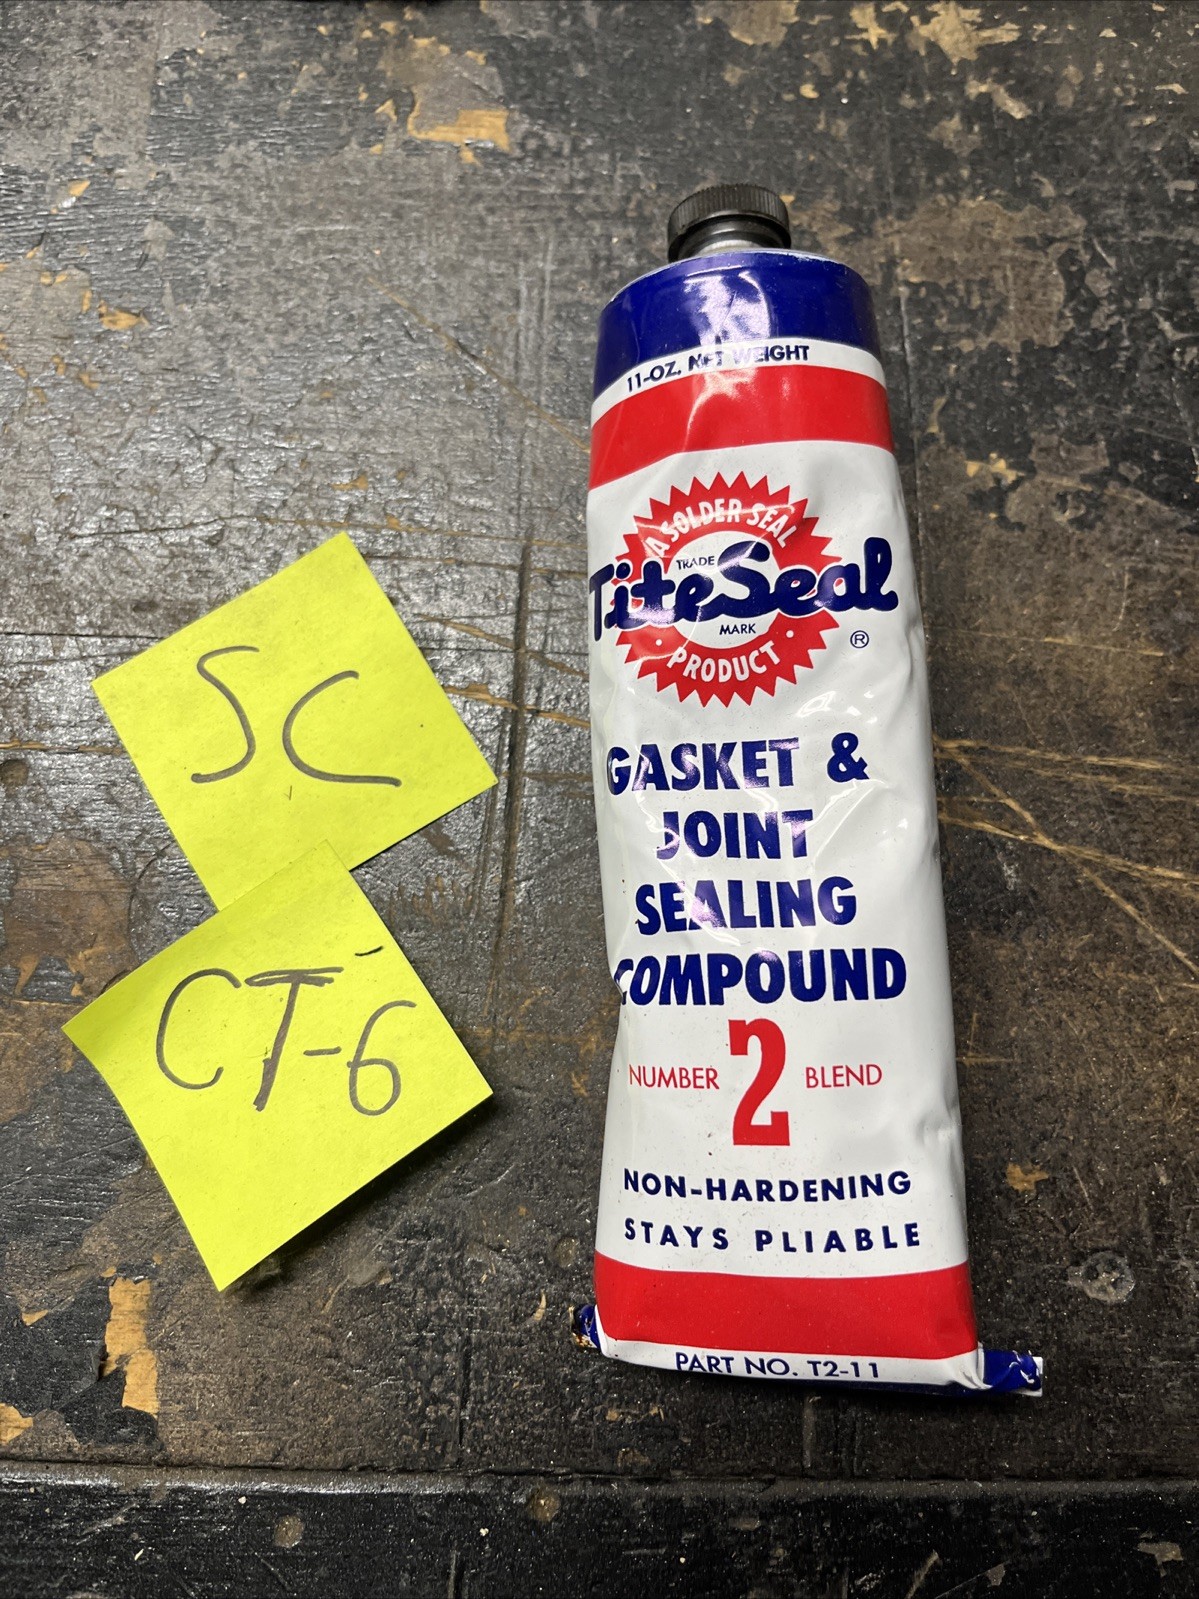 11-OZ. NET WEIGHT
A SOLDER SEAL
TRADE
TiteSeal
MARK
®
PRODUCT
GASKET &
JOINT
SEALING
COMPOUND
NUMBER 2 BLEND
NON-HARDENING
STAYS PLIABLE
PART NO. T2-11
SC
CT-6